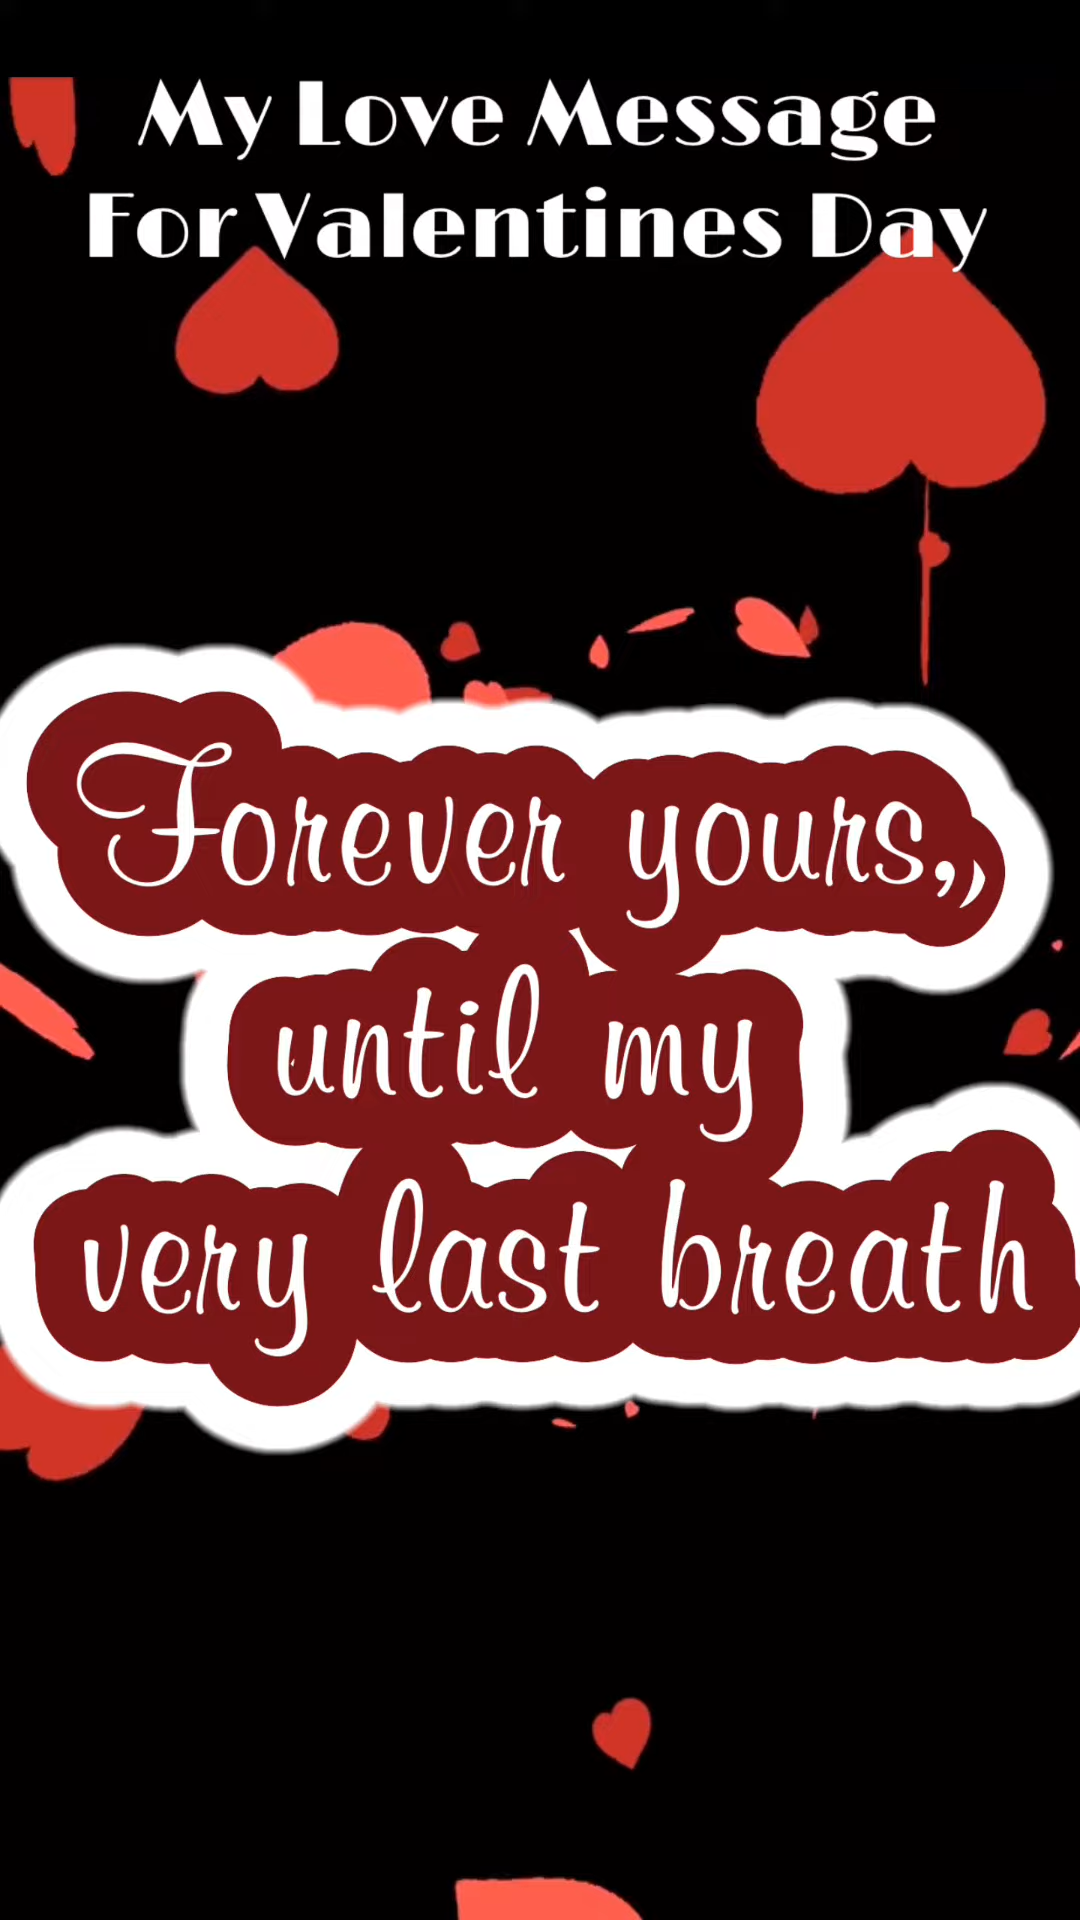 My Love Message
For Valentines Day
Forever yours,,
until my
very last breath